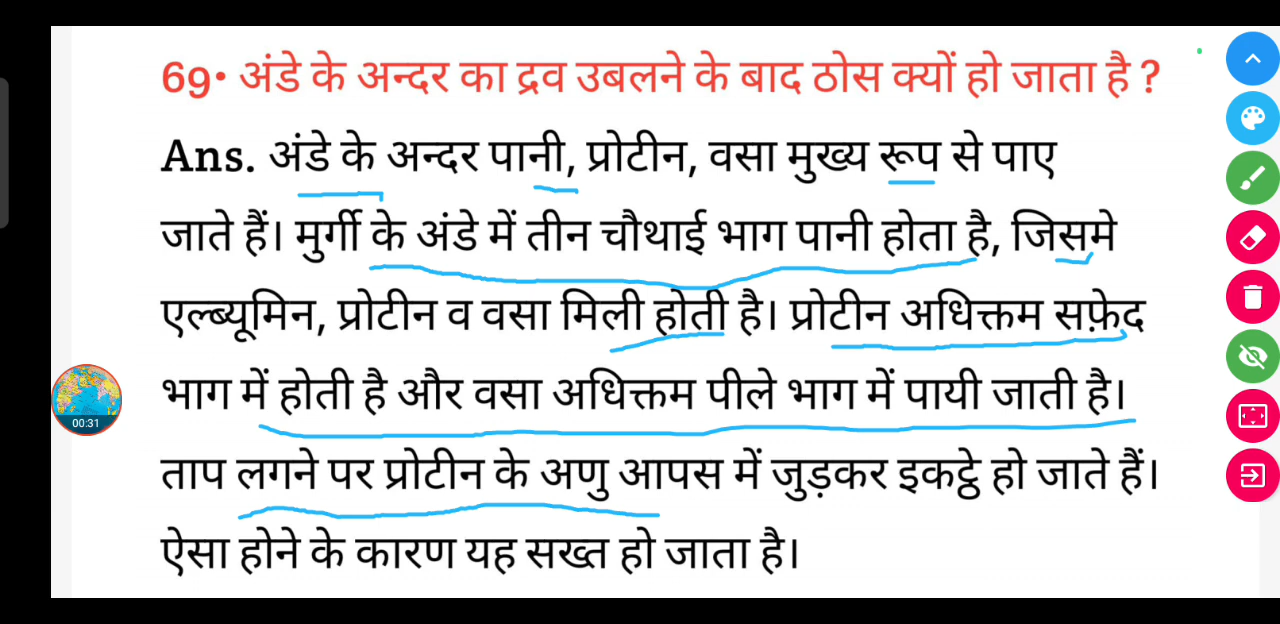 69• अंडे के अन्दर का द्रव उबलने के बाद ठोस क्यों हो जाता है ?
Ans. अंडे के अन्दर पानी, प्रोटीन, वसा मुख्य रूप से पाए
जाते हैं। मुर्गी के अंडे में तीन चौथाई भाग पानी होता है, जिसमे
एल्ब्यूमिन, प्रोटीन व वसा मिली होती है। प्रोटीन अधिक्तम सफ़ेद
भाग में होती है और वसा अधिक्तम पीले भाग में पायी जाती है।
00:31
ताप लगने पर प्रोटीन के अणु आपस में जुड़कर इकट्ठे हो जाते हैं।
ऐसा होने के कारण यह सख्त हो जाता है।